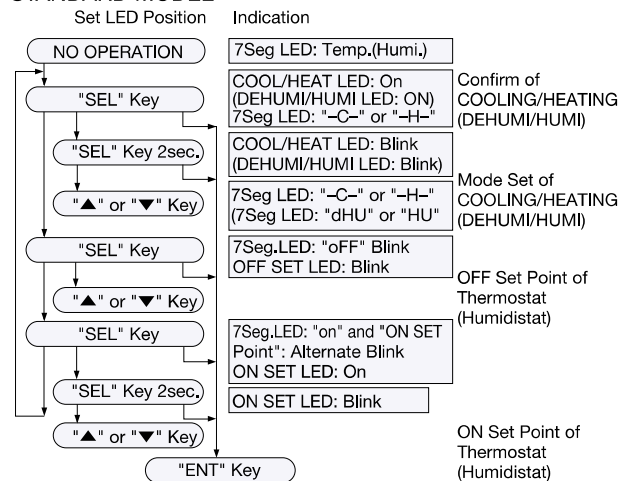 Set LED Position
Indication
NO OPERATION
7Seg LED: Temp.(Humi.)
"SEL" Key
COOL/HEAT LED: On
(DEHUMI/HUMI LED: ON)
7Seg LED: "–C–" or "–H–"
Confirm of
COOLING/HEATING
(DEHUMI/HUMI)
"SEL" Key 2sec.
COOL/HEAT LED: Blink
(DEHUMI/HUMI LED: Blink)
"▲" or "▼" Key
7Seg LED: "–C–" or "–H–"
(7Seg LED: "dHU" or "HU"
Mode Set of
COOLING/HEATING
(DEHUMI/HUMI)
"SEL" Key
7Seg.LED: "oFF" Blink
OFF SET LED: Blink
"▲" or "▼" Key
OFF Set Point of
Thermostat
(Humidistat)
"SEL" Key
7Seg.LED: "on" and "ON SET
Point": Alternate Blink
ON SET LED: On
"SEL" Key 2sec.
ON SET LED: Blink
"▲" or "▼" Key
ON Set Point of
Thermostat
(Humidistat)
"ENT" Key